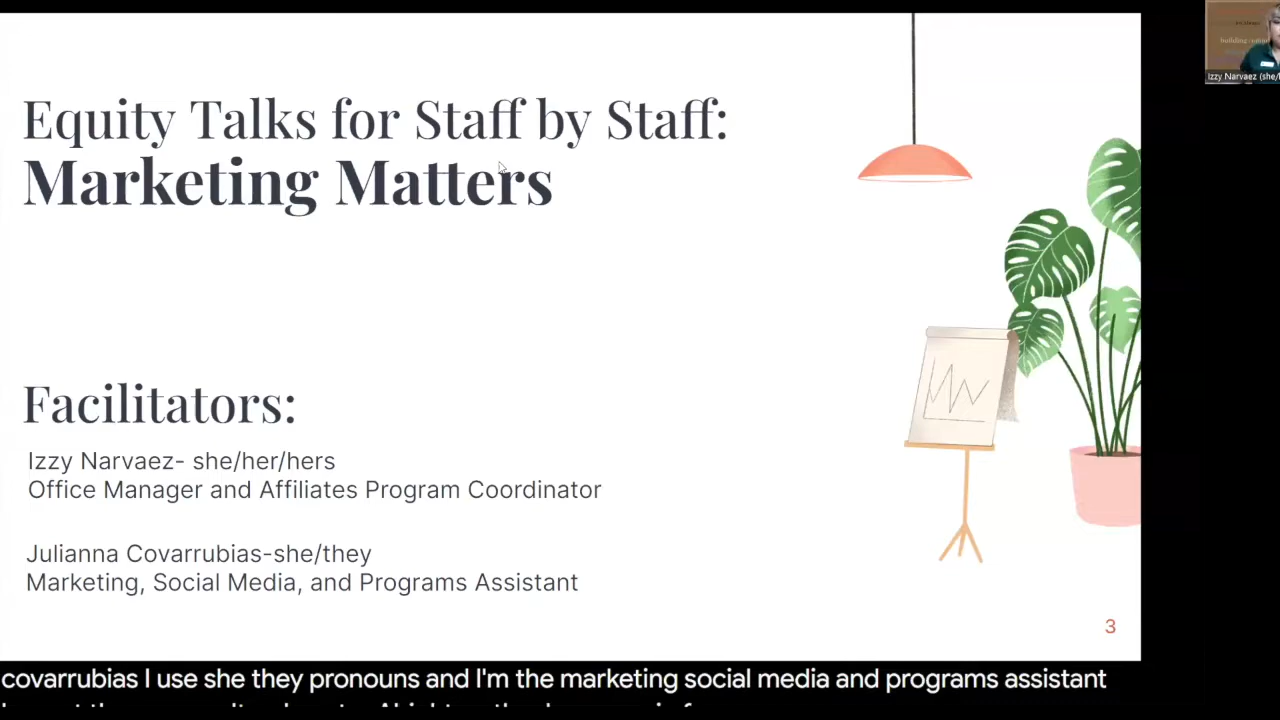 Equity Talks for Staff by Staff:
Marketing Matters
Facilitators:
Izzy Narvaez- she/her/hers
Office Manager and Affiliates Program Coordinator
Julianna Covarrubias-she/they
Marketing, Social Media, and Programs Assistant
3
Izzy Narvaez (she/
covarrubias I use she they pronouns and I'm the marketing social media and programs assistant